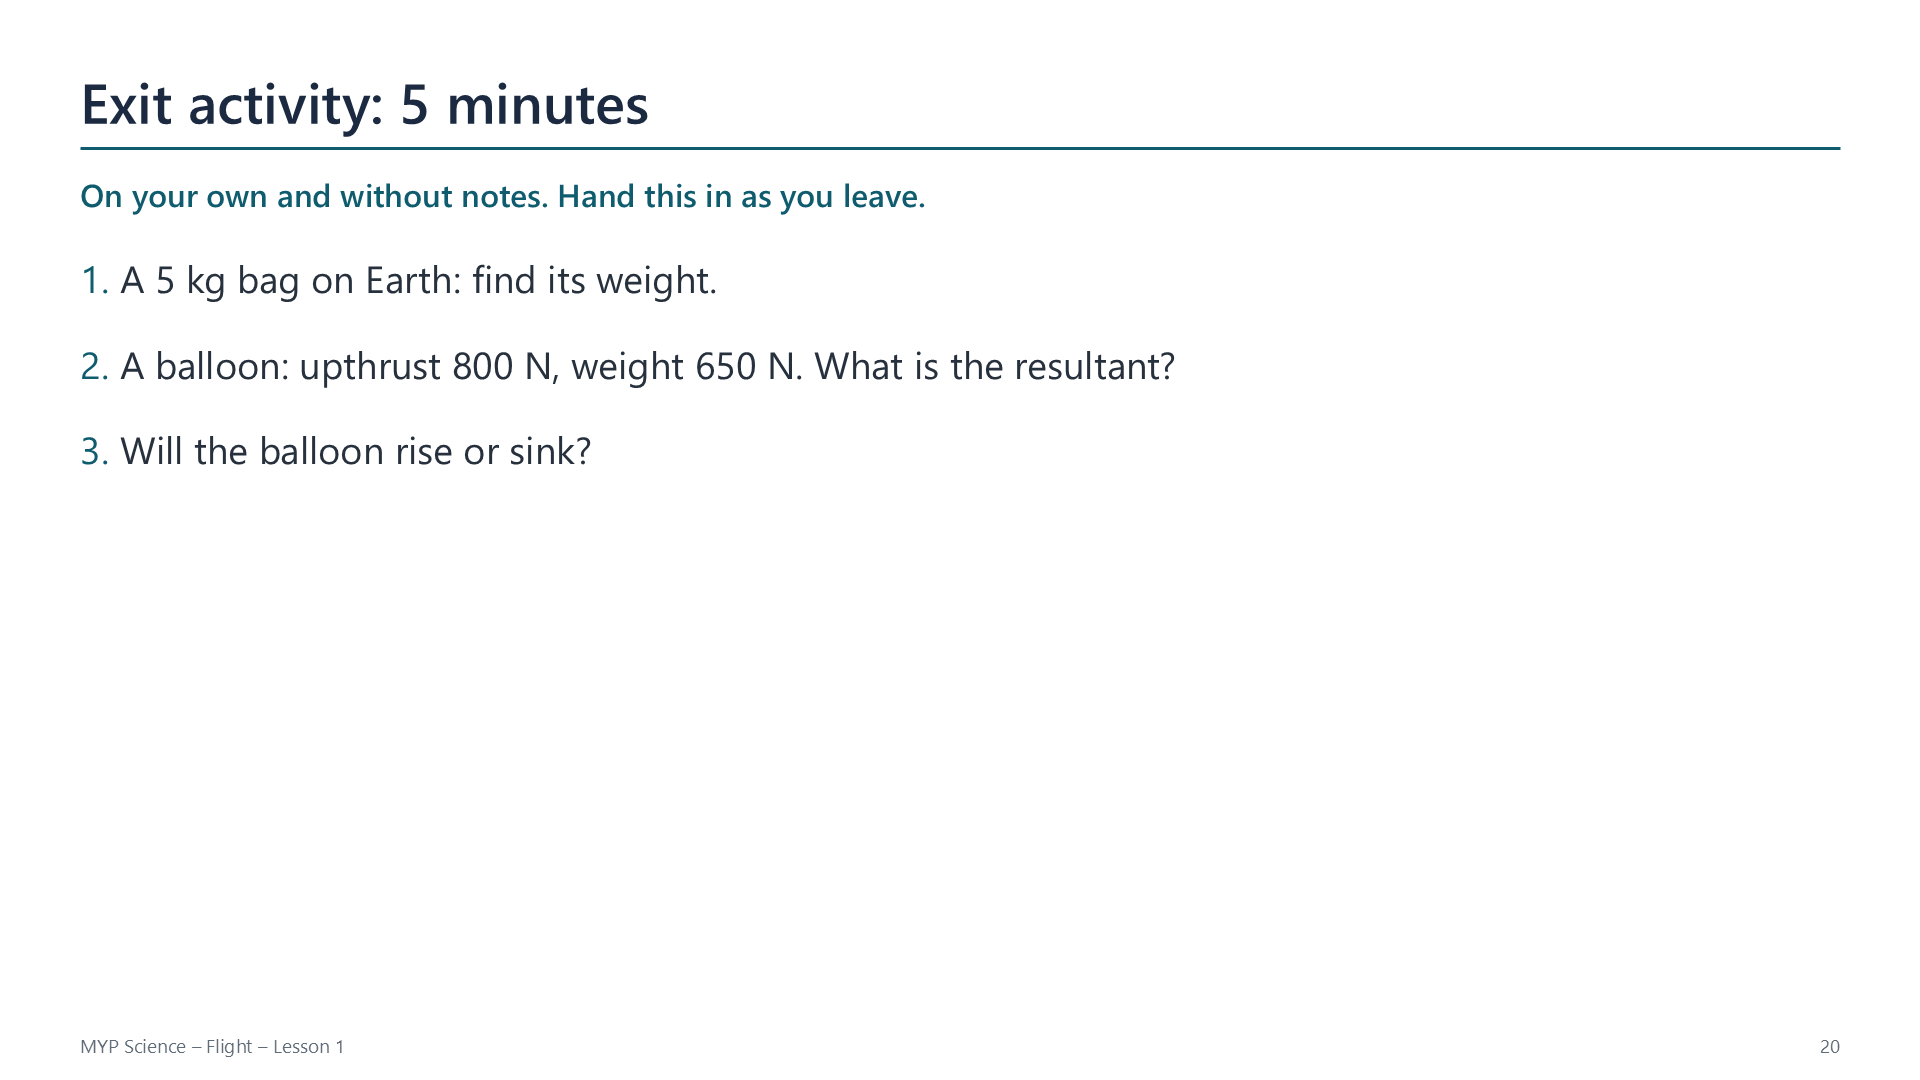 Exit activity: 5 minutes
On your own and without notes. Hand this in as you leave.
1. A 5 kg bag on Earth: find its weight.
2. A balloon: upthrust 800 N, weight 650 N. What is the resultant?
3. Will the balloon rise or sink?
MYP Science – Flight – Lesson 1
20